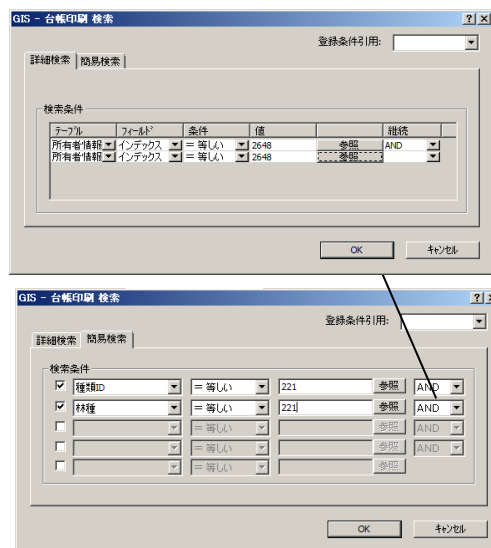 GIS - 台帳印刷 検索
登録条件引用:
詳細検索 簡易検索
検索条件
テーブル フィールド 条件 値 継続
所有者情報 インデックス = 等しい 2648 参照 AND
所有者情報 インデックス = 等しい 2648 参照
OK キャンセル
GIS - 台帳印刷 検索
登録条件引用:
詳細検索 簡易検索
検索条件
種類ID = 等しい 221 参照 AND
林種 = 等しい 221 参照 AND
= 等しい 参照 AND
= 等しい 参照 AND
= 等しい 参照
OK キャンセル